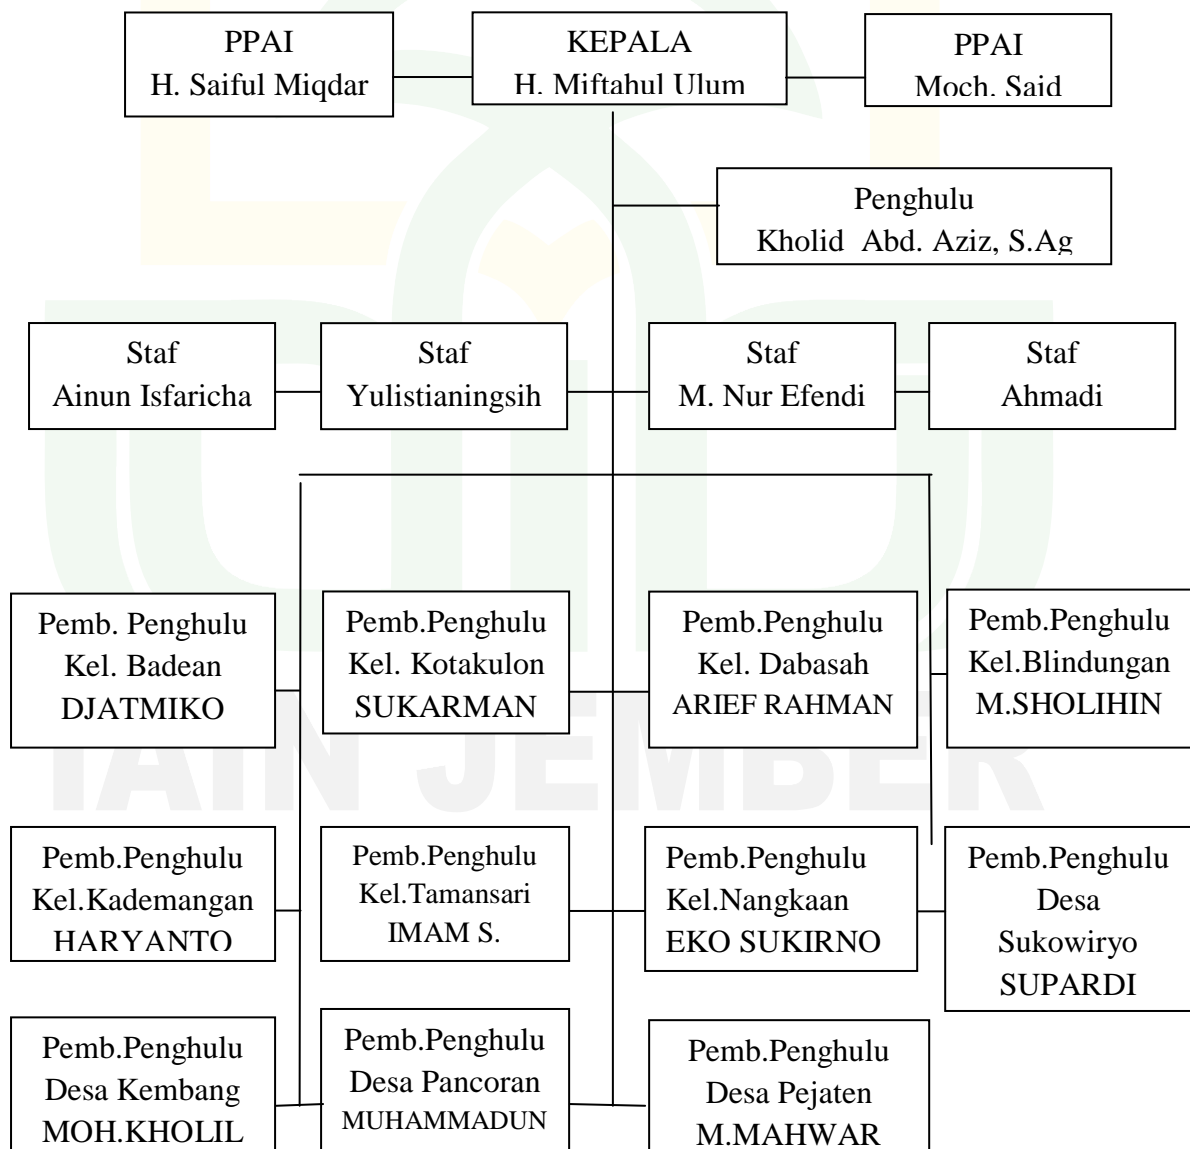 PPAI
H. Saiful Miqdar
KEPALA
H. Miftahul Ulum
PPAI
Moch. Said
Penghulu
Kholid  Abd. Aziz, S.Ag
Staf
Ainun Isfaricha
Staf
Yulistianingsih
Staf
M. Nur Efendi
Staf
Ahmadi
Pemb. Penghulu
Kel. Badean
DJATMIKO
Pemb.Penghulu
Kel. Kotakulon
SUKARMAN
Pemb.Penghulu
Kel. Dabasah
ARIEF RAHMAN
Pemb.Penghulu
Kel.Blindungan
M.SHOLIHIN
IAIN JEMBER
Pemb.Penghulu
Kel.Kademangan
HARYANTO
Pemb.Penghulu
Kel.Tamansari
IMAM S.
Pemb.Penghulu
Kel.Nangkaan
EKO SUKIRNO
Pemb.Penghulu
Desa
Sukowiryo
SUPARDI
Pemb.Penghulu
Desa Kembang
MOH.KHOLIL
Pemb.Penghulu
Desa Pancoran
MUHAMMADUN
Pemb.Penghulu
Desa Pejaten
M.MAHWAR